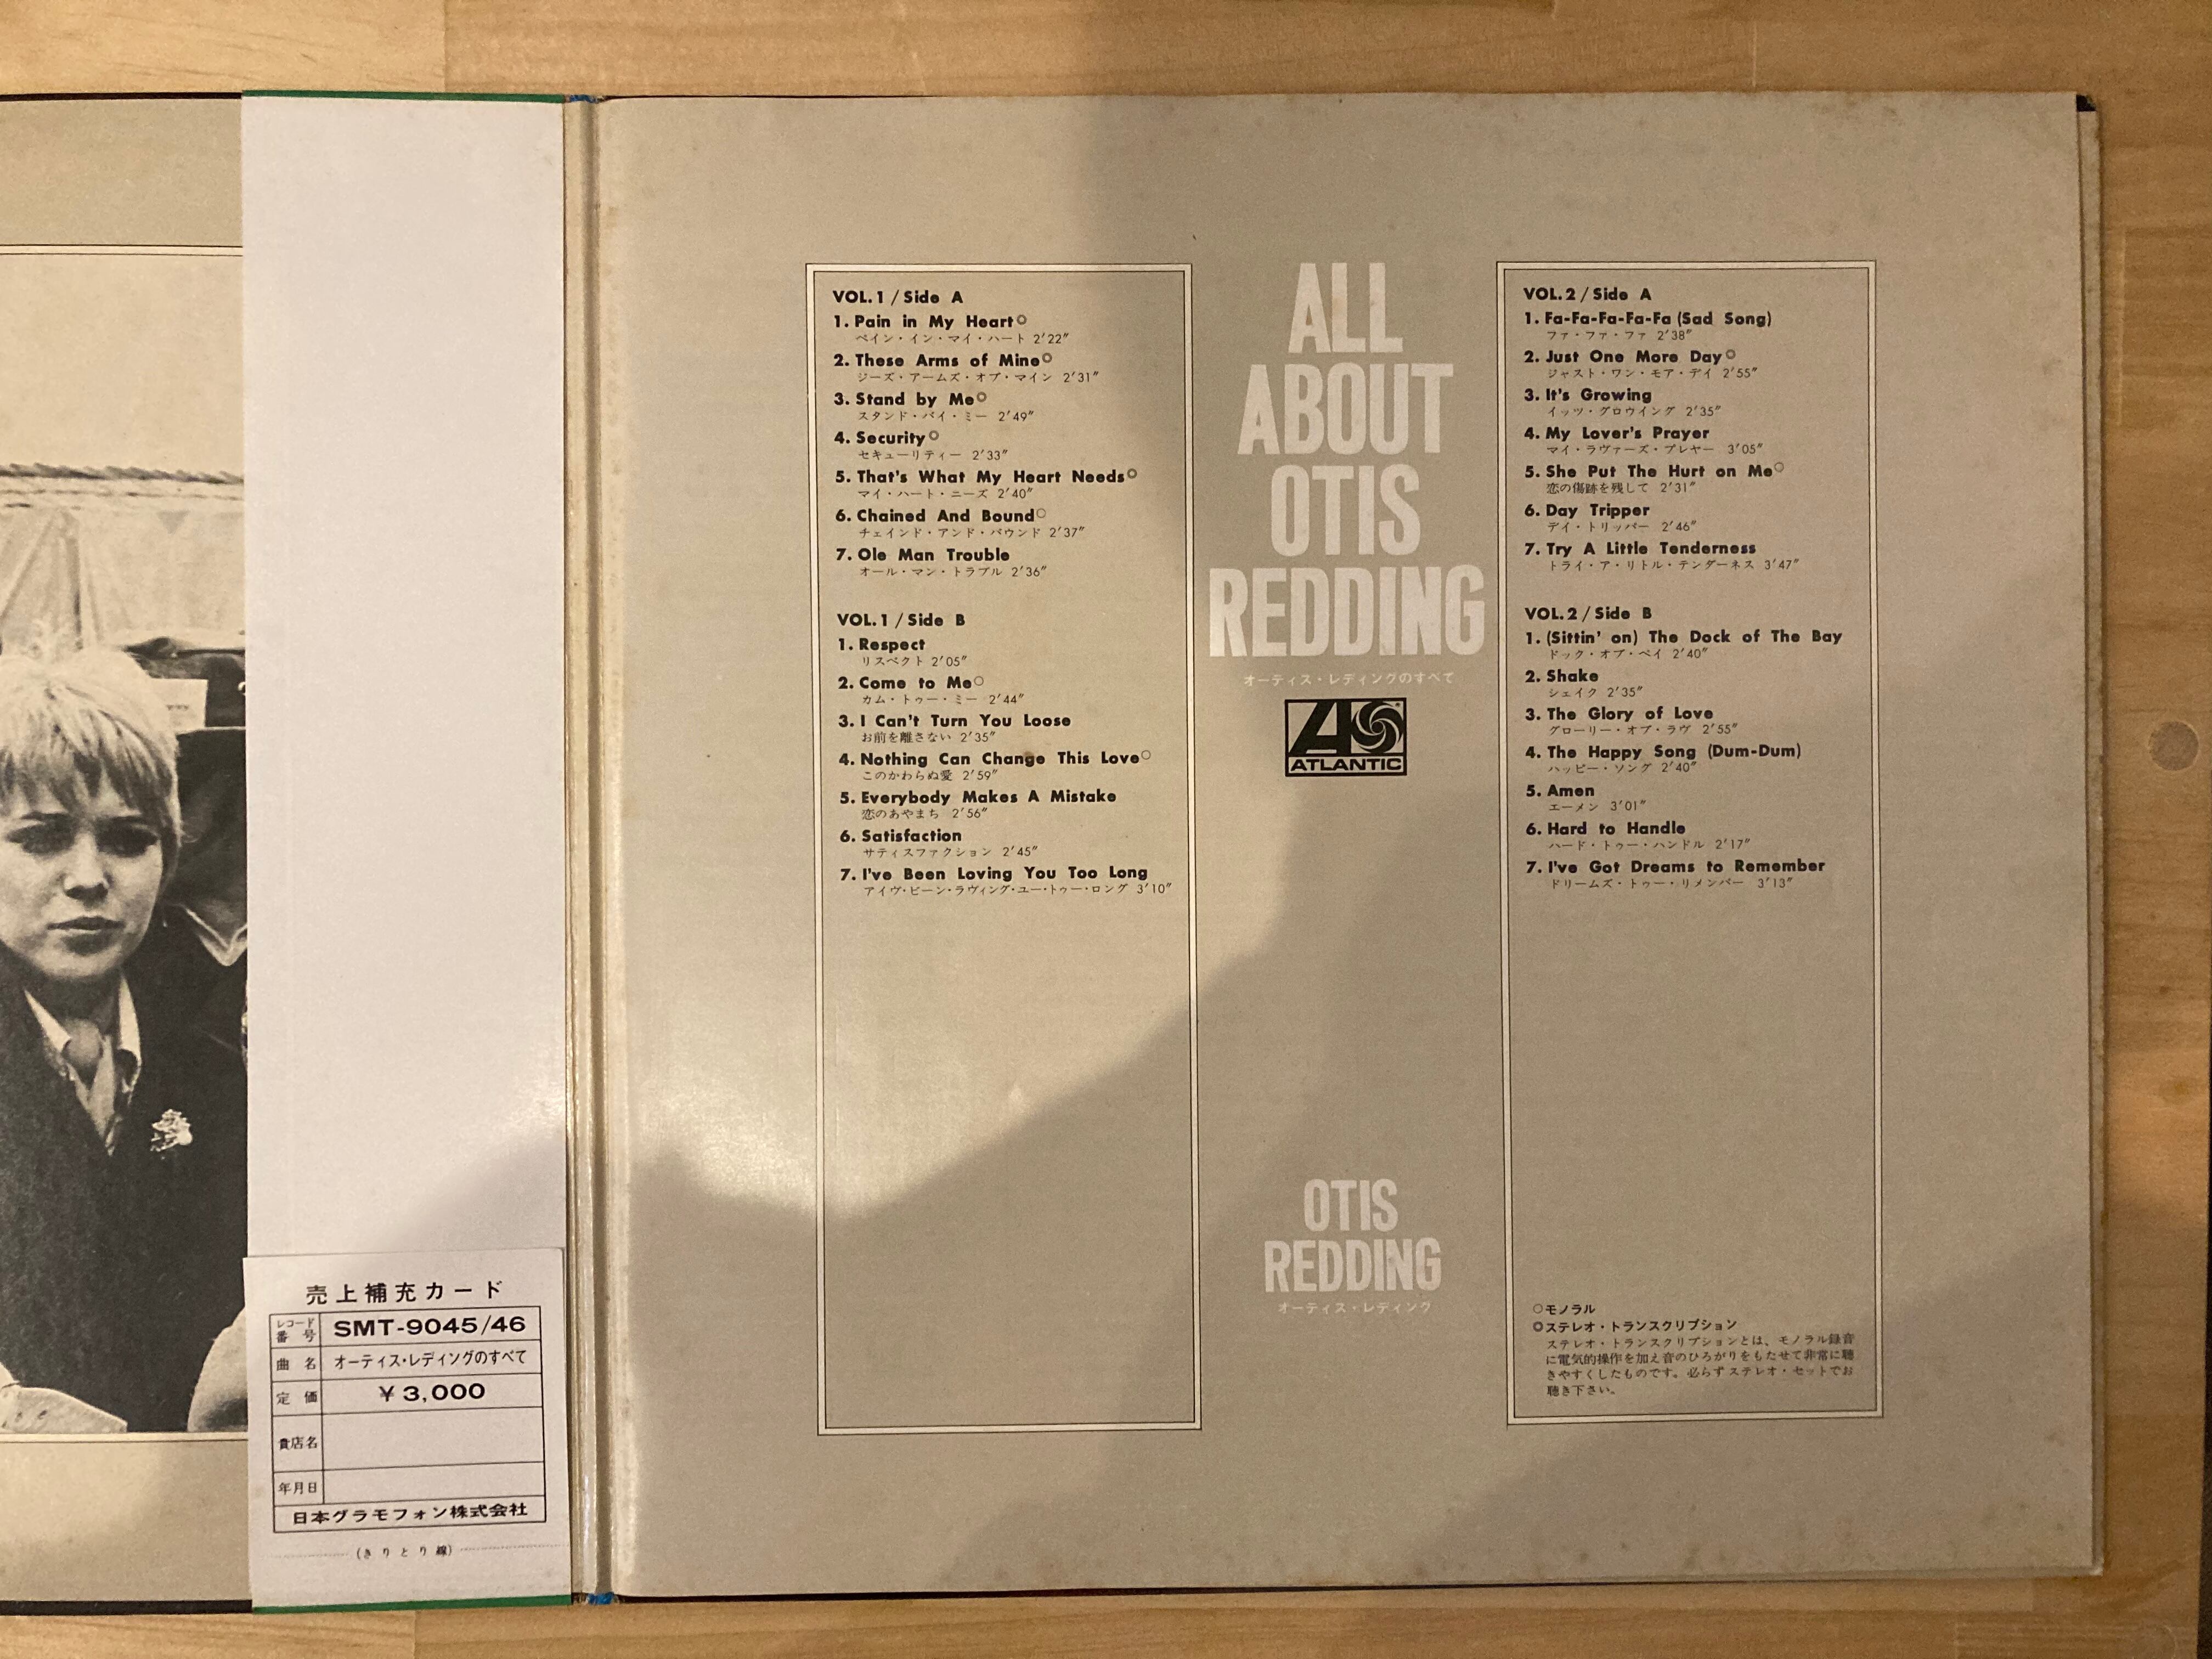 売上補充カード
レコード番号 SMT-9045/46
曲名 オーティス・レディングのすべて
定価 ¥3,000
貴店名
年月日
日本グラモフォン株式会社
(きりとり線)
VOL.1/Side A
1. Pain in My Heart◎
ペイン・イン・マイ・ハート 2′22″
2. These Arms of Mine◎
ジーズ・アームズ・オブ・マイン 2′31″
3. Stand by Me◎
スタンド・バイ・ミー 2′49″
4. Security◎
セキューリティー 2′33″
5. That's What My Heart Needs◎
マイ・ハート・ニーズ 2′40″
6. Chained And Bound○
チェインド・アンド・バウンド 2′37″
7. Ole Man Trouble
オール・マン・トラブル 2′36″
VOL.1/Side B
1. Respect
リスペクト 2′05″
2. Come to Me○
カム・トゥー・ミー 2′44″
3. I Can't Turn You Loose
お前を離さない 2′35″
4. Nothing Can Change This Love○
このかわらぬ愛 2′59″
5. Everybody Makes A Mistake
恋のあやまち 2′56″
6. Satisfaction
サティスファクション 2′45″
7. I've Been Loving You Too Long
アイヴ・ビーン・ラヴィング・ユー・トゥー・ロング 3′10″
ALL
ABOUT
OTIS
REDDING
オーティス・レディングのすべて
ATLANTIC
OTIS
REDDING
オーティス・レディング
VOL.2/Side A
1. Fa-Fa-Fa-Fa-Fa (Sad Song)
ファ・ファ・ファ 2′38″
2. Just One More Day○
ジャスト・ワン・モア・デイ 2′55″
3. It's Growing
イッツ・グロウイング 2′35″
4. My Lover's Prayer
マイ・ラヴァーズ・プレヤー 3′05″
5. She Put The Hurt on Me○
恋の傷跡を残して 2′31″
6. Day Tripper
デイ・トリッパー 2′46″
7. Try A Little Tenderness
トライ・ア・リトル・テンダーネス 3′47″
VOL.2/Side B
1. (Sittin' on) The Dock of The Bay
ドック・オブ・ベイ 2′40″
2. Shake
シェイク 2′35″
3. The Glory of Love
グローリー・オブ・ラヴ 2′55″
4. The Happy Song (Dum-Dum)
ハッピー・ソング 2′40″
5. Amen
エーメン 3′01″
6. Hard to Handle
ハード・トゥー・ハンドル 2′17″
7. I've Got Dreams to Remember
ドリームズ・トゥー・リメンバー 3′13″
○モノラル
◎ステレオ・トランスクリプション
ステレオ・トランスクリプションとは、モノラル録音
に電気的操作を加え音のひろがりをもたせて非常に聴
きやすくしたものです。必らずステレオ・セットでお
聴き下さい。